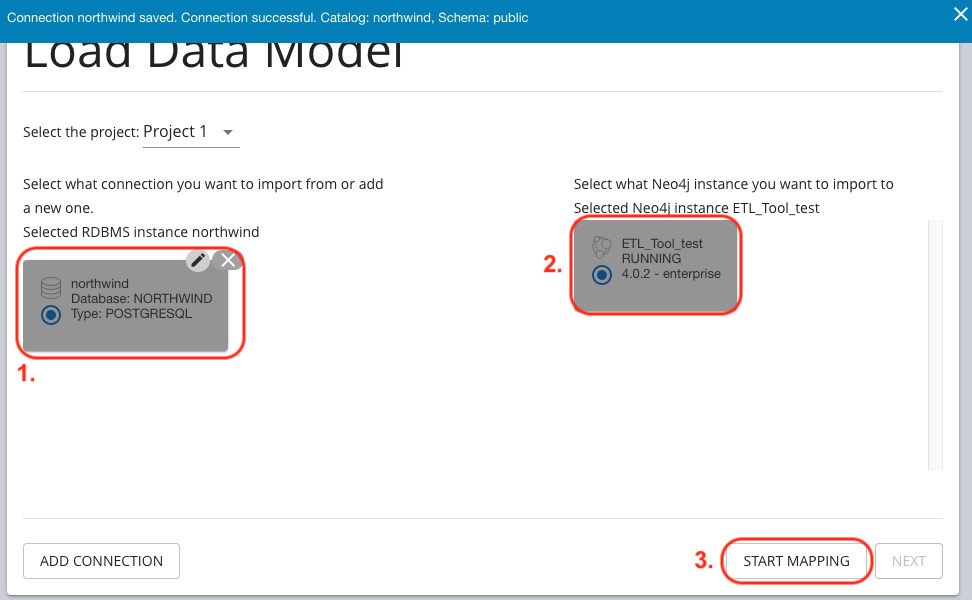 Connection northwind saved. Connection successful. Catalog: northwind, Schema: public
Load Data Model
Select the project: Project 1
Select what connection you want to import from or add
a new one.
Selected RDBMS instance northwind
northwind
Database: NORTHWIND
Type: POSTGRESQL
1.
Select what Neo4j instance you want to import to
Selected Neo4j instance ETL_Tool_test
2.
ETL_Tool_test
RUNNING
4.0.2 - enterprise
ADD CONNECTION
3.
START MAPPING
NEXT